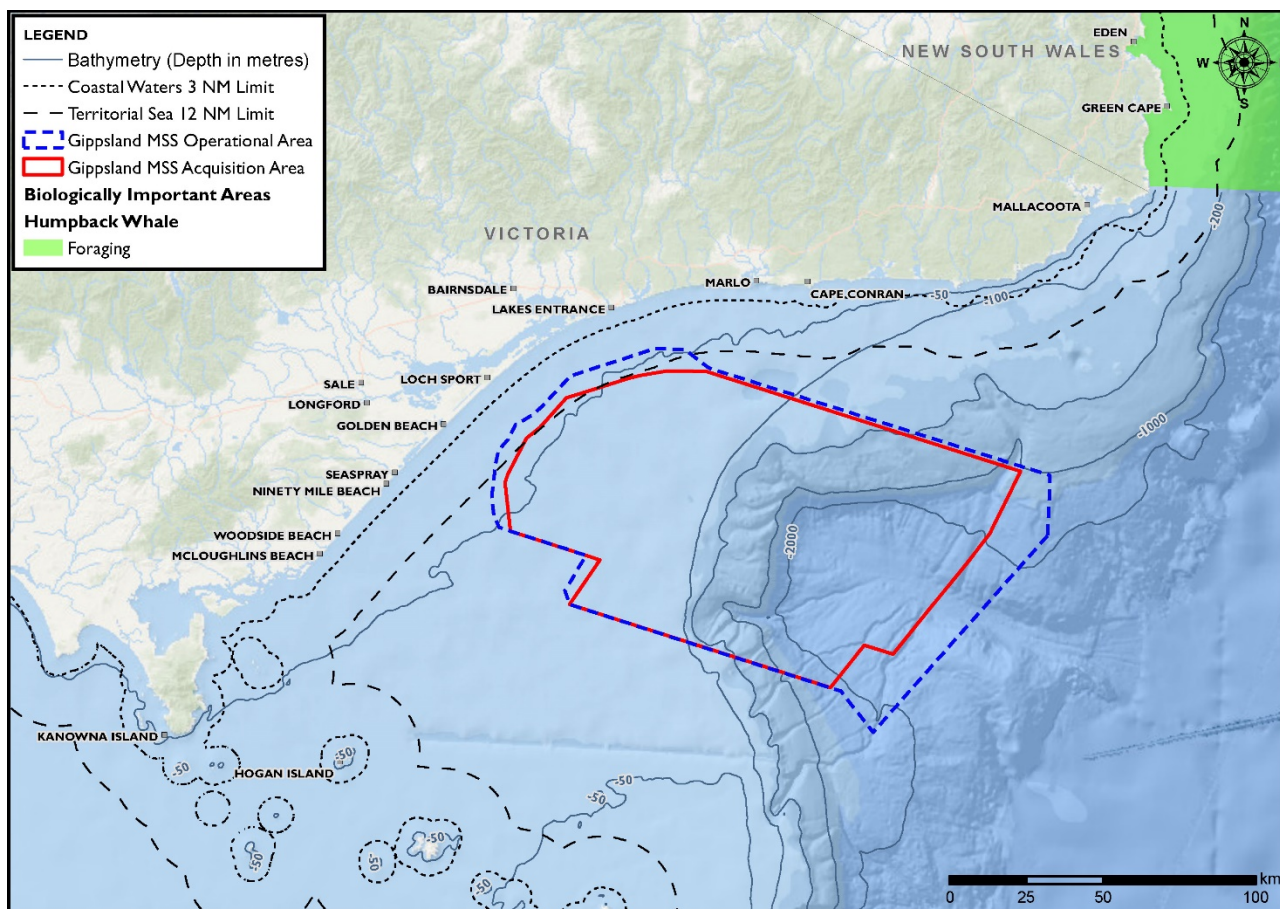 LEGEND
Bathymetry (Depth in metres)
Coastal Waters 3 NM Limit
Territorial Sea 12 NM Limit
Gippsland MSS Operational Area
Gippsland MSS Acquisition Area
Biologically Important Areas
Humpback Whale
Foraging
EDEN
NEW SOUTH WALES
N
W
E
S
GREEN CAPE
MALLACOOTA
-200
VICTORIA
BAIRNSDALE
MARLO
CAPE CONRAN
-50
-100
LAKES ENTRANCE
SALE
LOCH SPORT
LONGFORD
GOLDEN BEACH
-1000
SEASPRAY
NINETY MILE BEACH
WOODSIDE BEACH
-2000
MCLOUGHLINS BEACH
KANOWNA ISLAND
-50
HOGAN ISLAND
-50
-50
-50
-50
-50
-50
-50
km
0
25
50
100